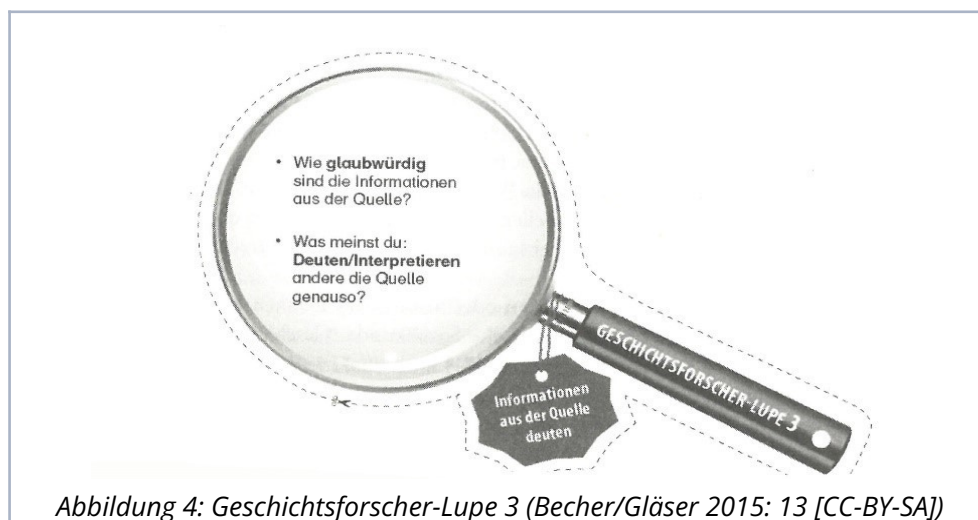 • Wie glaubwürdig
sind die Informationen
aus der Quelle?
• Was meinst du:
Deuten/Interpretieren
andere die Quelle
genauso?
GESCHICHTSFORSCHER-LUPE 3
Informationen
aus der Quelle
deuten
Abbildung 4: Geschichtsforscher-Lupe 3 (Becher/Gläser 2015: 13 [CC-BY-SA])